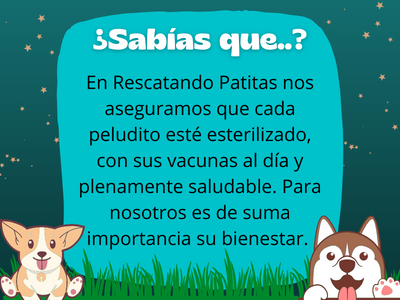 ¿Sabías que..?
En Rescatando Patitas nos
aseguramos que cada
peludito esté esterilizado,
con sus vacunas al día y
plenamente saludable. Para
nosotros es de suma
importancia su bienestar.